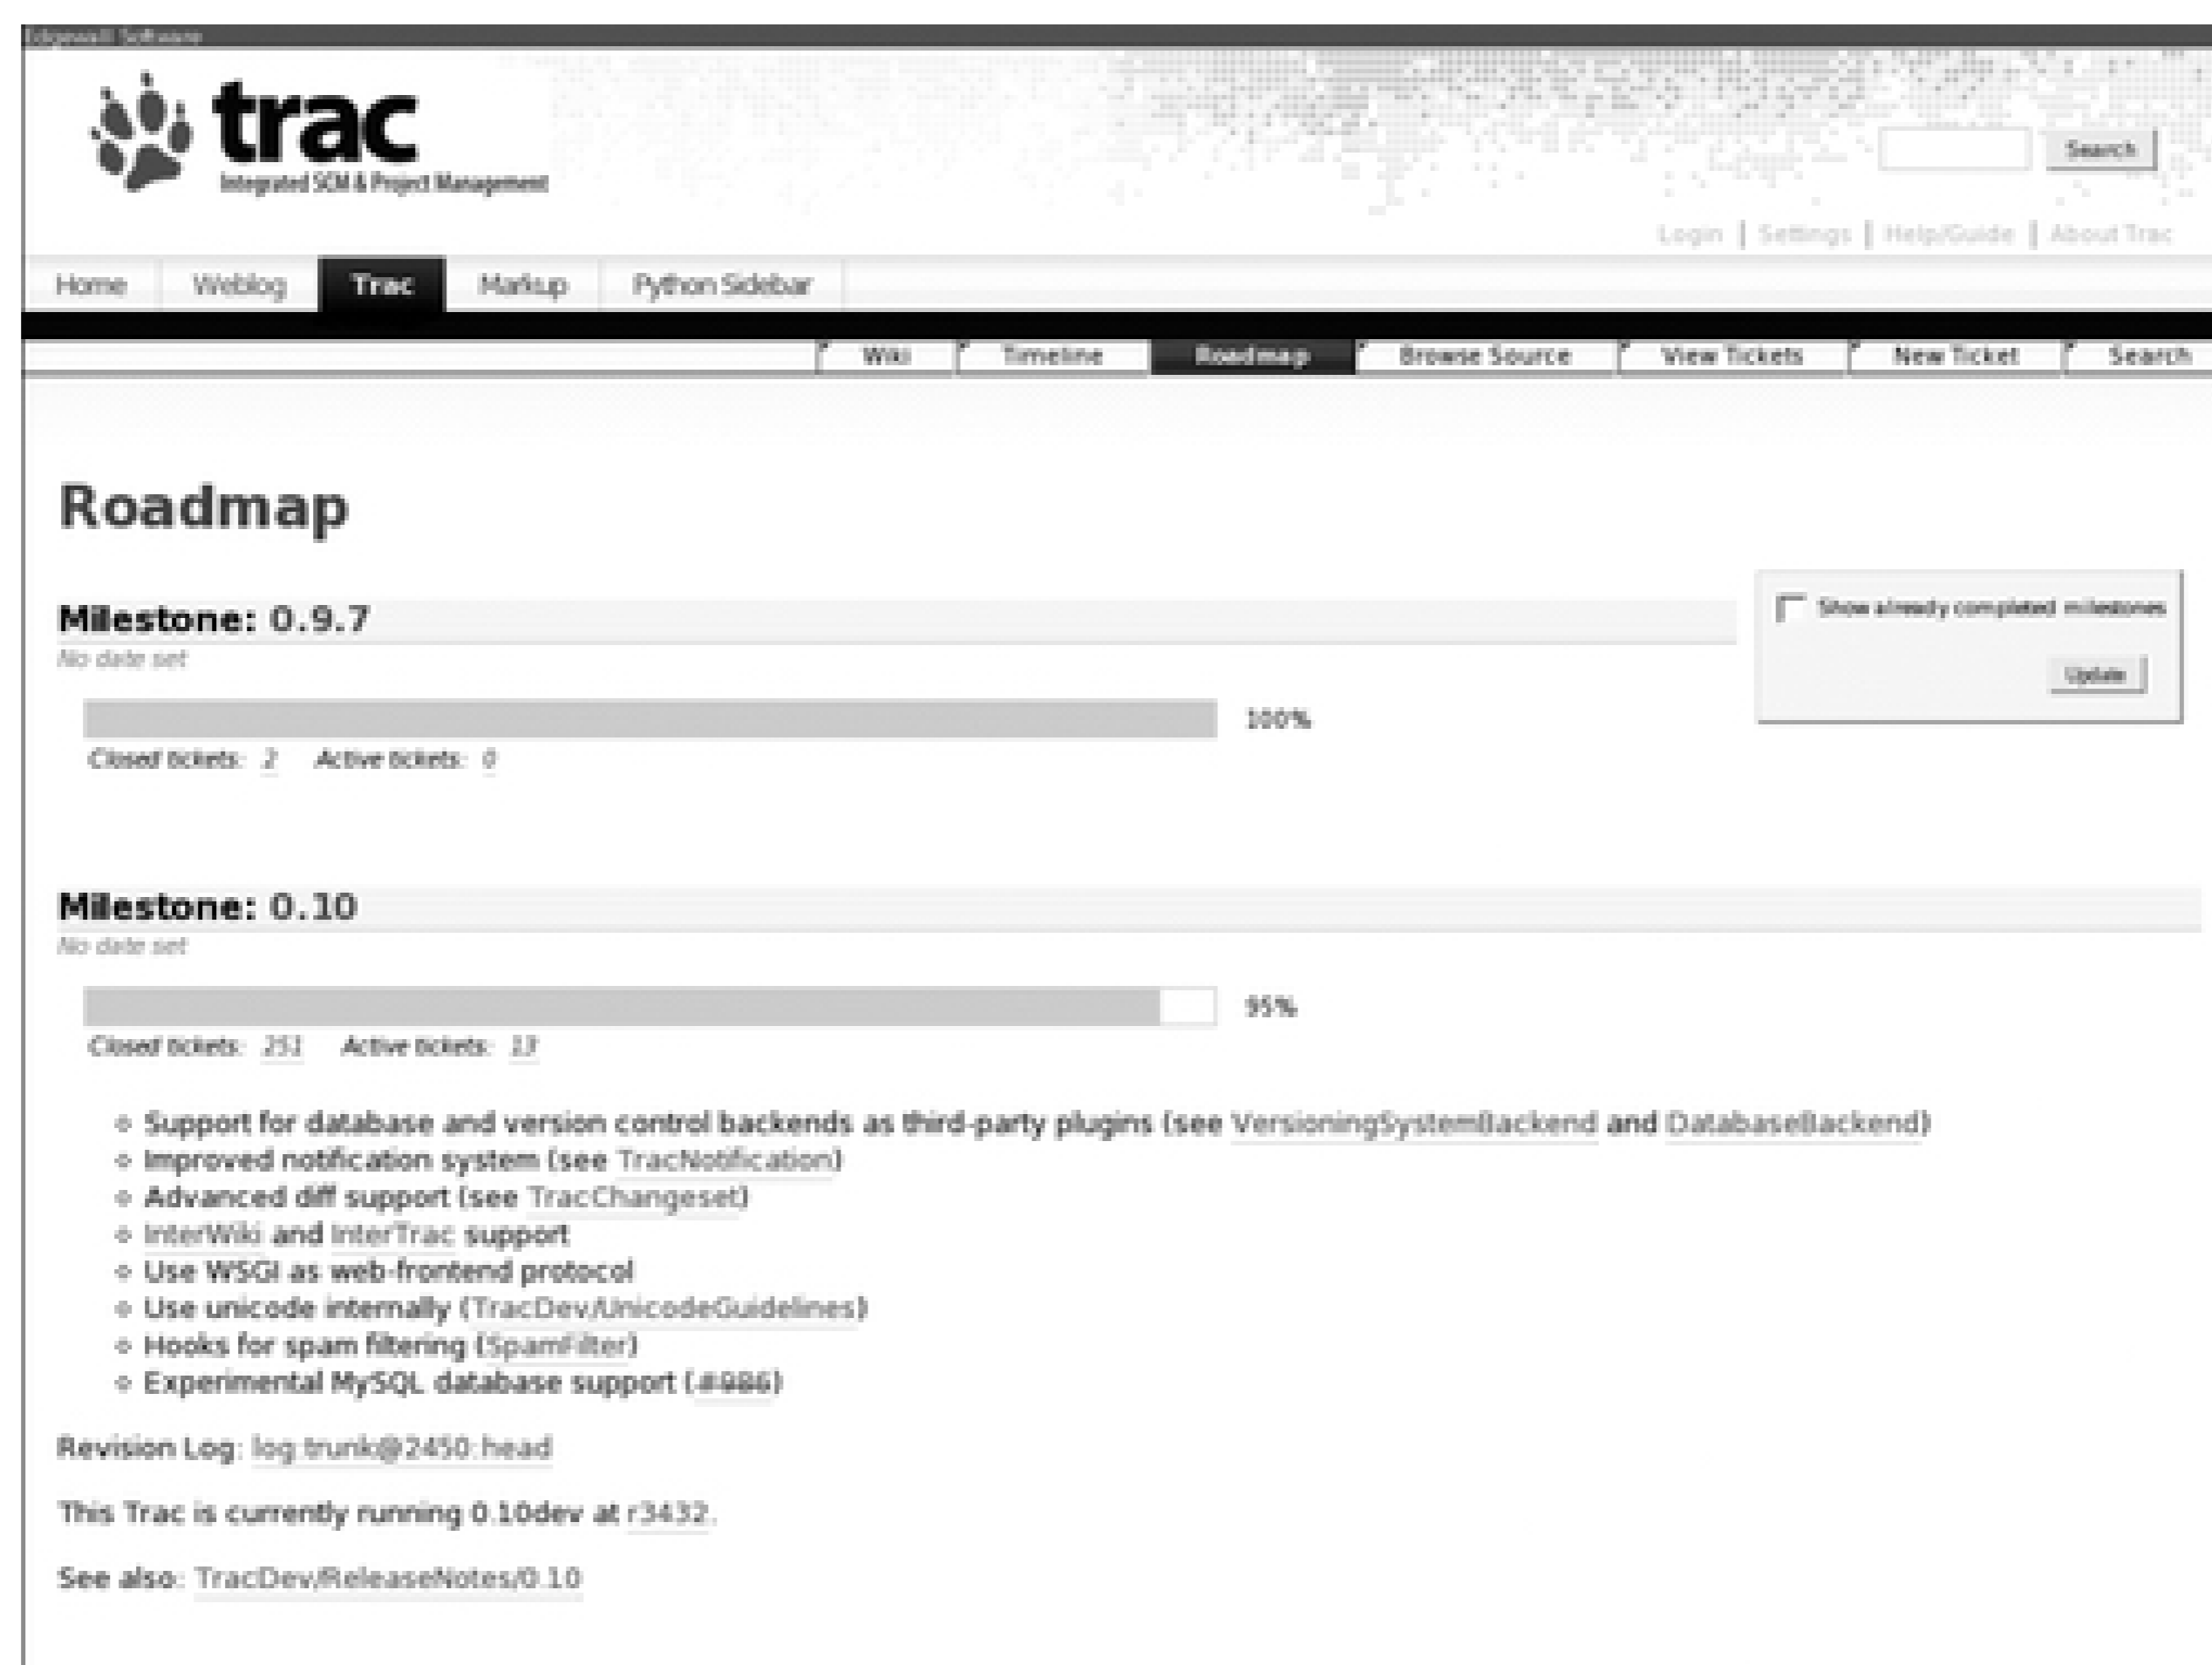 Edgewall Software
trac
Integrated SCM & Project Management
Search
Login | Settings | Help/Guide | About Trac
Home Weblog Trac Markup Python Sidebar
Wiki Timeline Roadmap Browse Source View Tickets New Ticket Search
Roadmap
Milestone: 0.9.7
Show already completed milestones
No date set
Update
100%
Closed tickets: 2 Active tickets: 0
Milestone: 0.10
No date set
95%
Closed tickets: 251 Active tickets: 13
Support for database and version control backends as third-party plugins (see VersioningSystemBackend and DatabaseBackend)
Improved notification system (see TracNotification)
Advanced diff support (see TracChangeset)
InterWiki and InterTrac support
Use WSGI as web-frontend protocol
Use unicode internally (TracDev/UnicodeGuidelines)
Hooks for spam filtering (SpamFilter)
Experimental MySQL database support (#986)
Revision Log: log:trunk@2450:head
This Trac is currently running 0.10dev at r3432.
See also: TracDev/ReleaseNotes/0.10